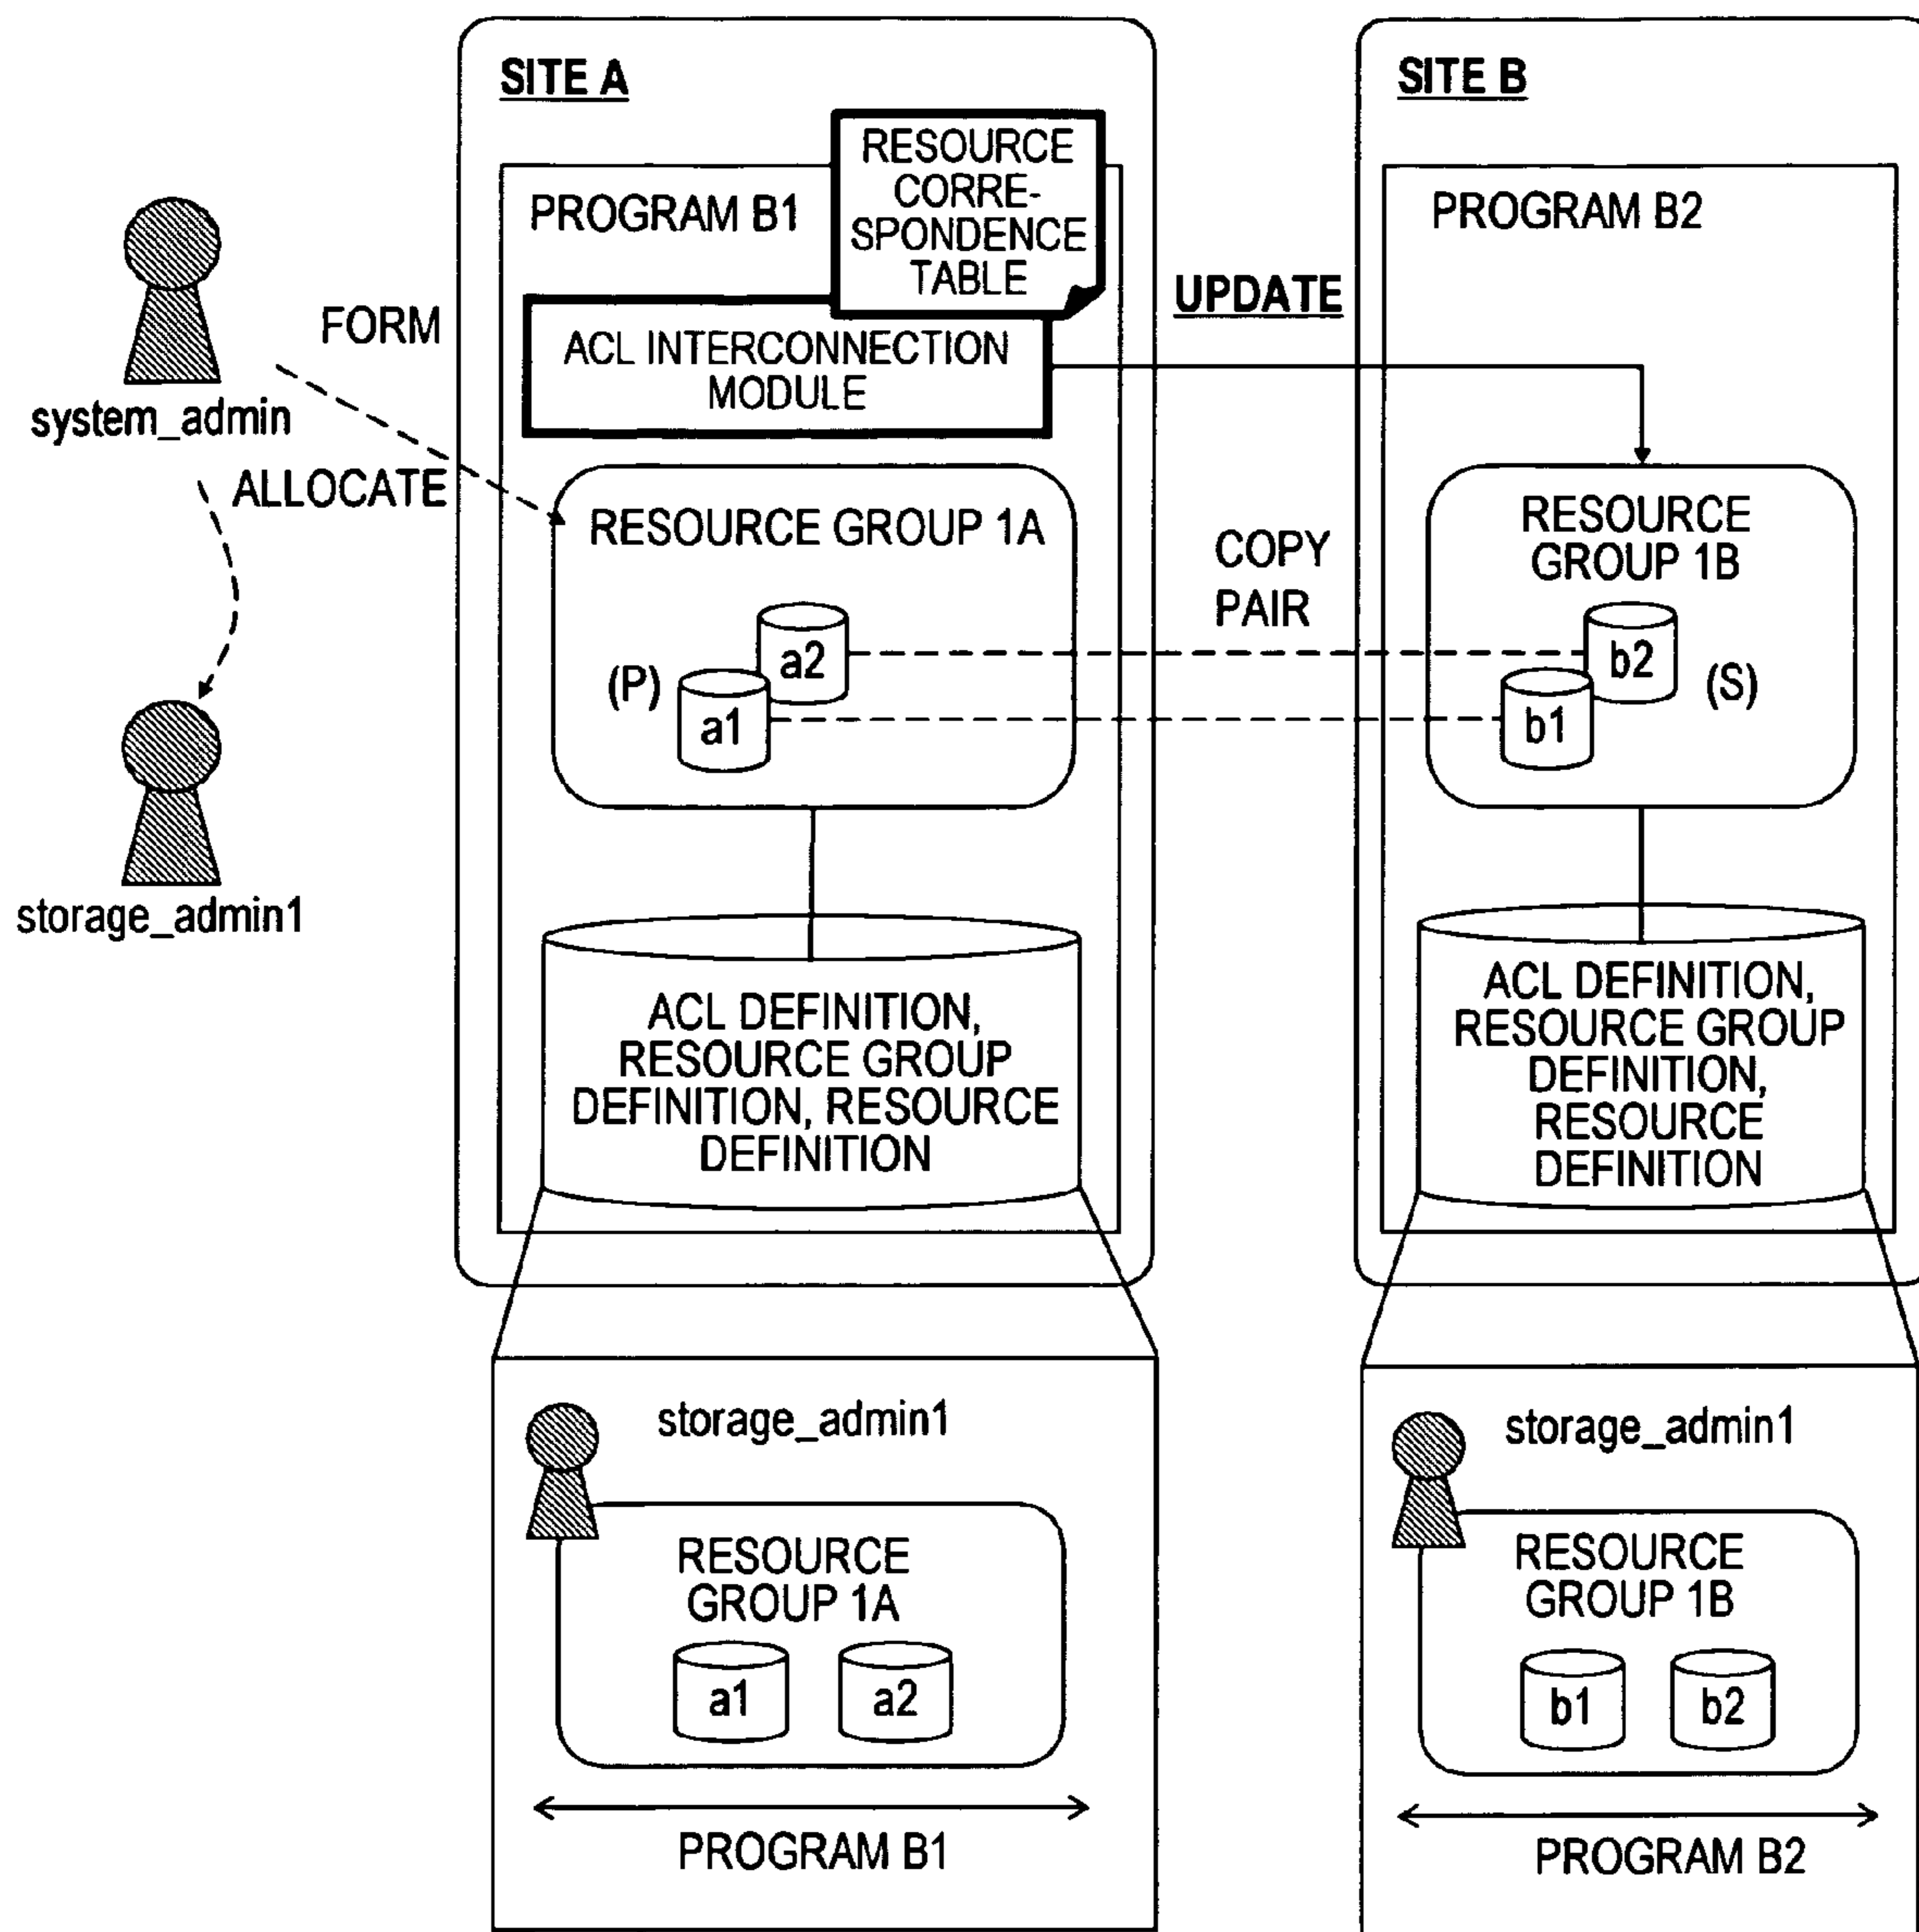 SITE A
SITE B
RESOURCE
CORRE-
SPONDENCE
TABLE
PROGRAM B1
PROGRAM B2
UPDATE
FORM
ACL INTERCONNECTION
MODULE
system_admin
ALLOCATE
RESOURCE GROUP 1A
RESOURCE
GROUP 1B
COPY
PAIR
(P)
a2
a1
b2
b1
(S)
storage_admin1
ACL DEFINITION,
RESOURCE GROUP
DEFINITION, RESOURCE
DEFINITION
ACL DEFINITION,
RESOURCE GROUP
DEFINITION,
RESOURCE
DEFINITION
storage_admin1
RESOURCE
GROUP 1A
a1
a2
PROGRAM B1
storage_admin1
RESOURCE
GROUP 1B
b1
b2
PROGRAM B2